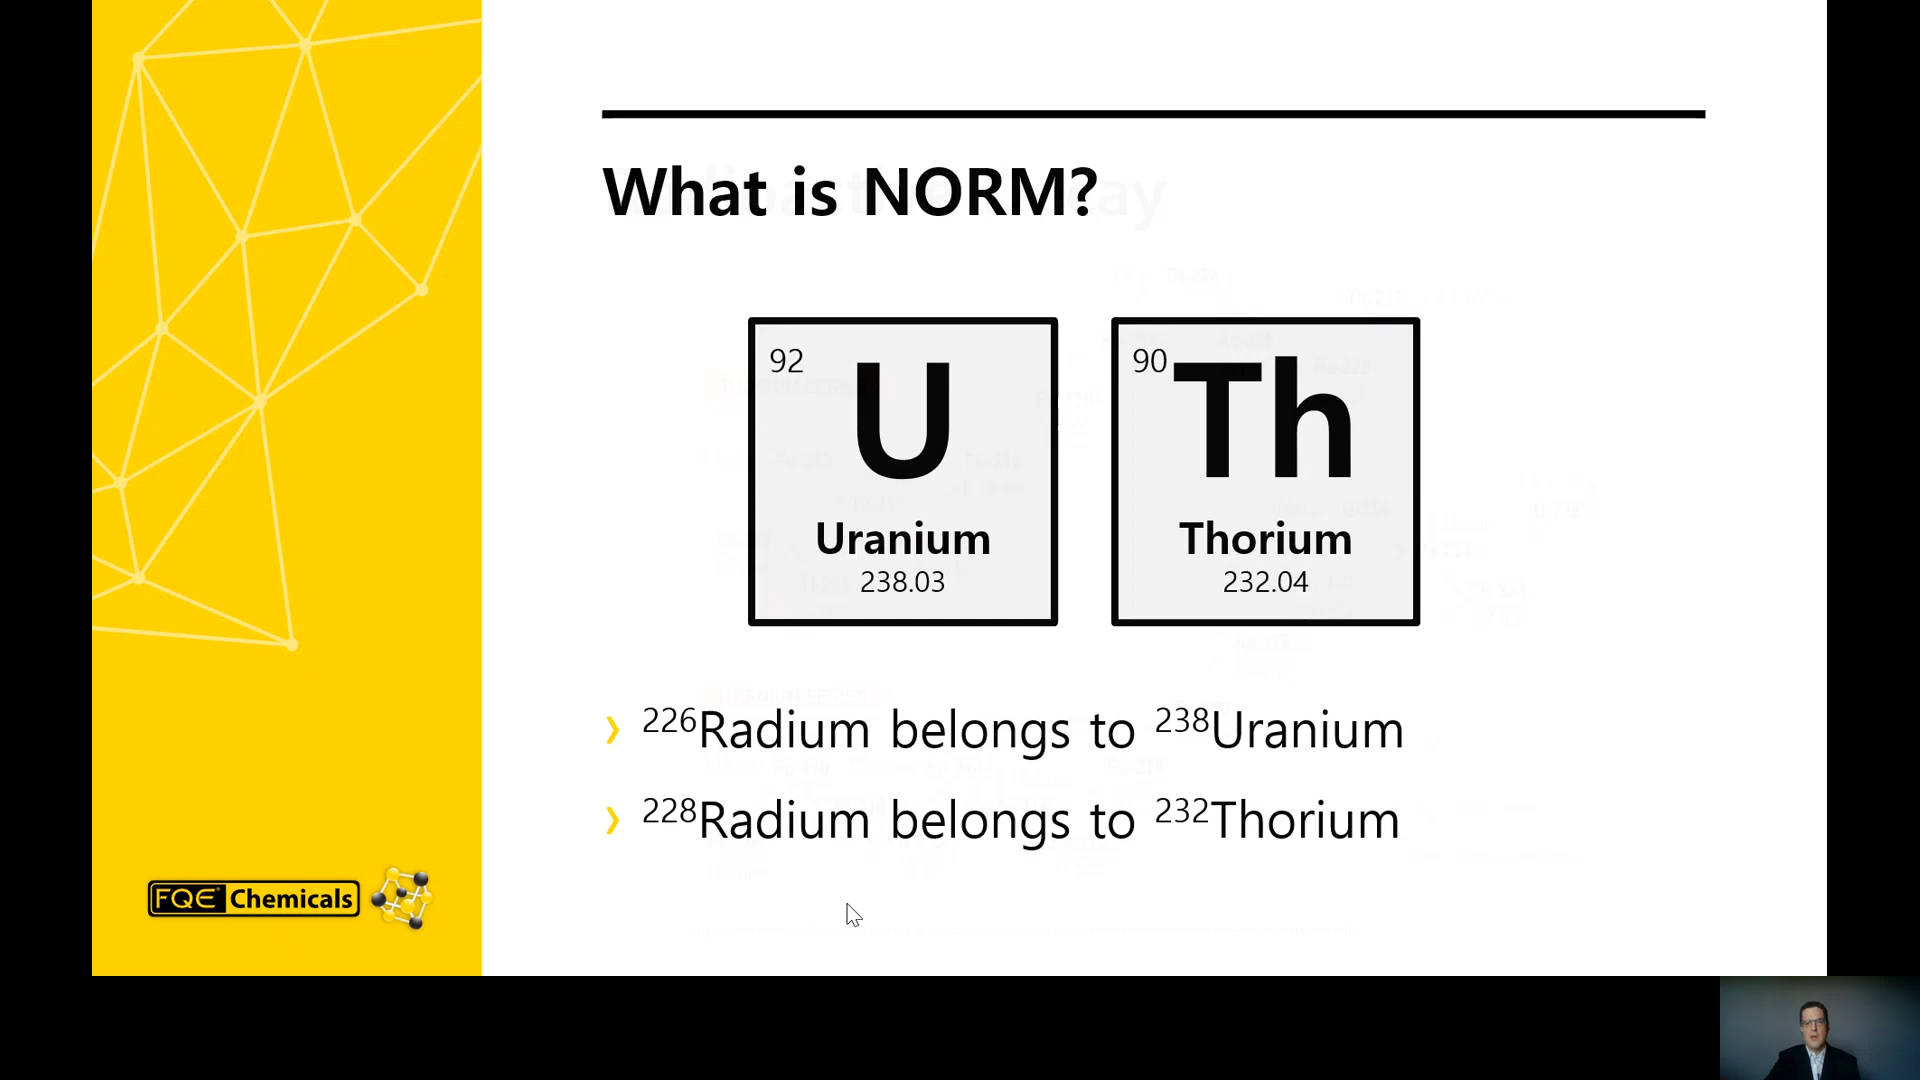 What is NORM?
92
U
Uranium
238.03
90
Th
Thorium
232.04
› ²²⁶Radium belongs to ²³⁸Uranium
› ²²⁸Radium belongs to ²³²Thorium
FQE Chemicals